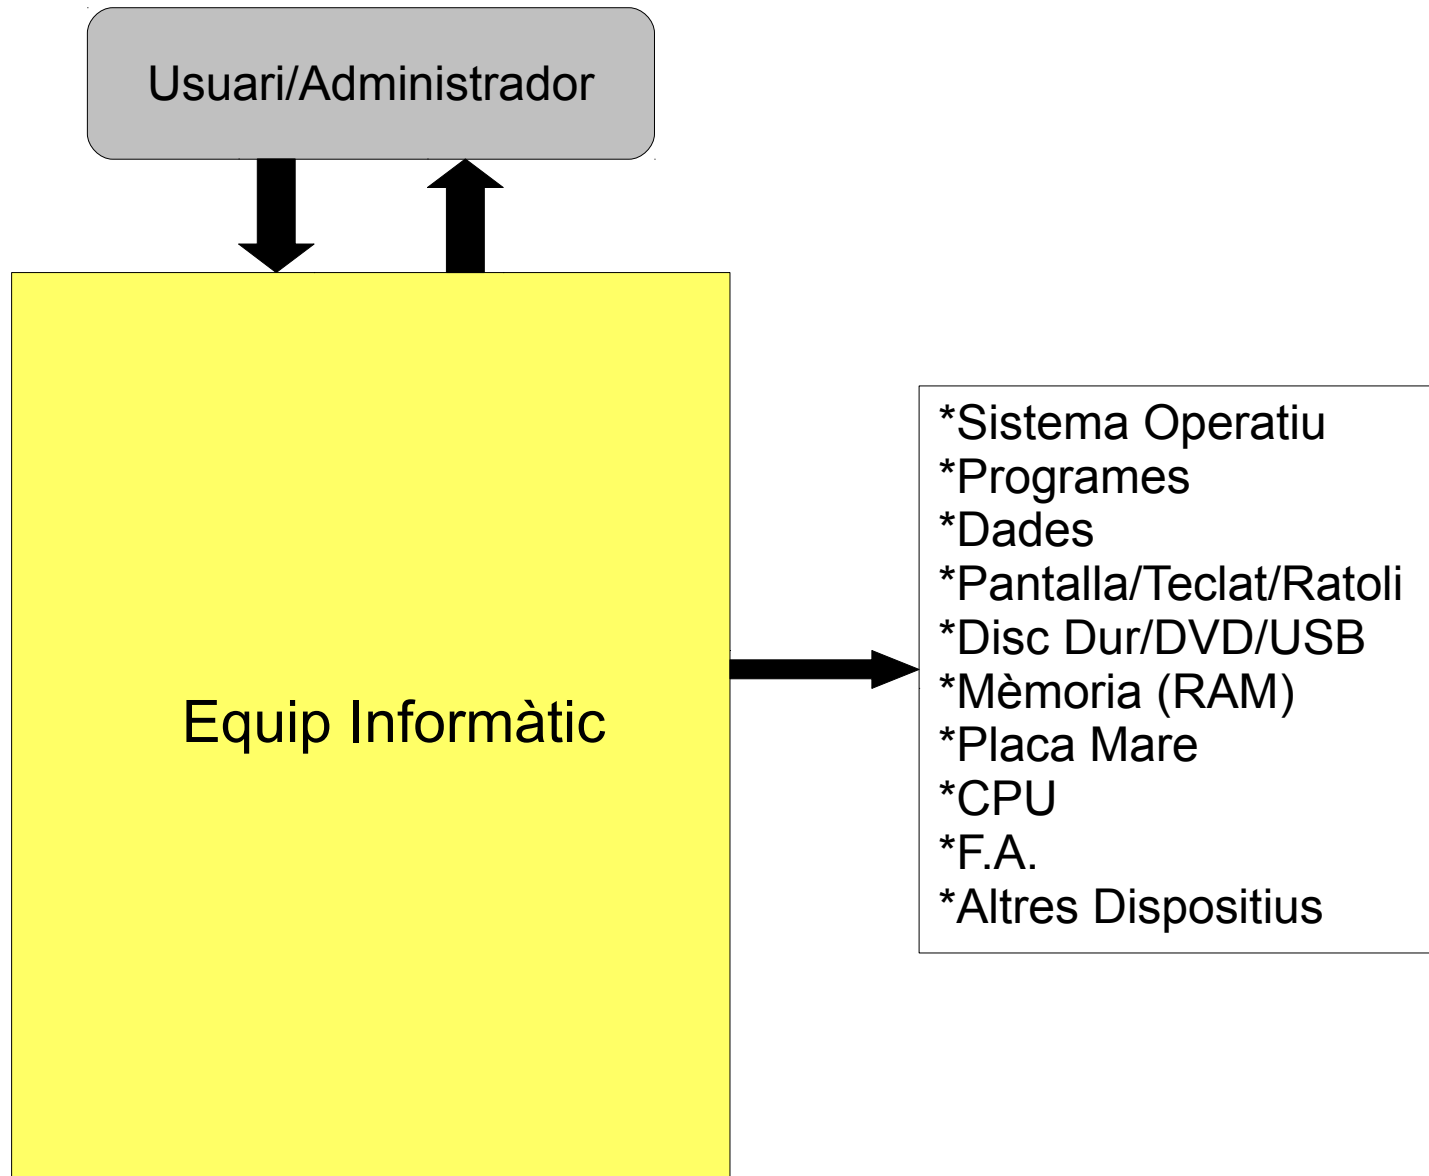 Usuari/Administrador
Equip Informàtic
*Sistema Operatiu
*Programes
*Dades
*Pantalla/Teclat/Ratoli
*Disc Dur/DVD/USB
*Mèmoria (RAM)
*Placa Mare
*CPU
*F.A.
*Altres Dispositius